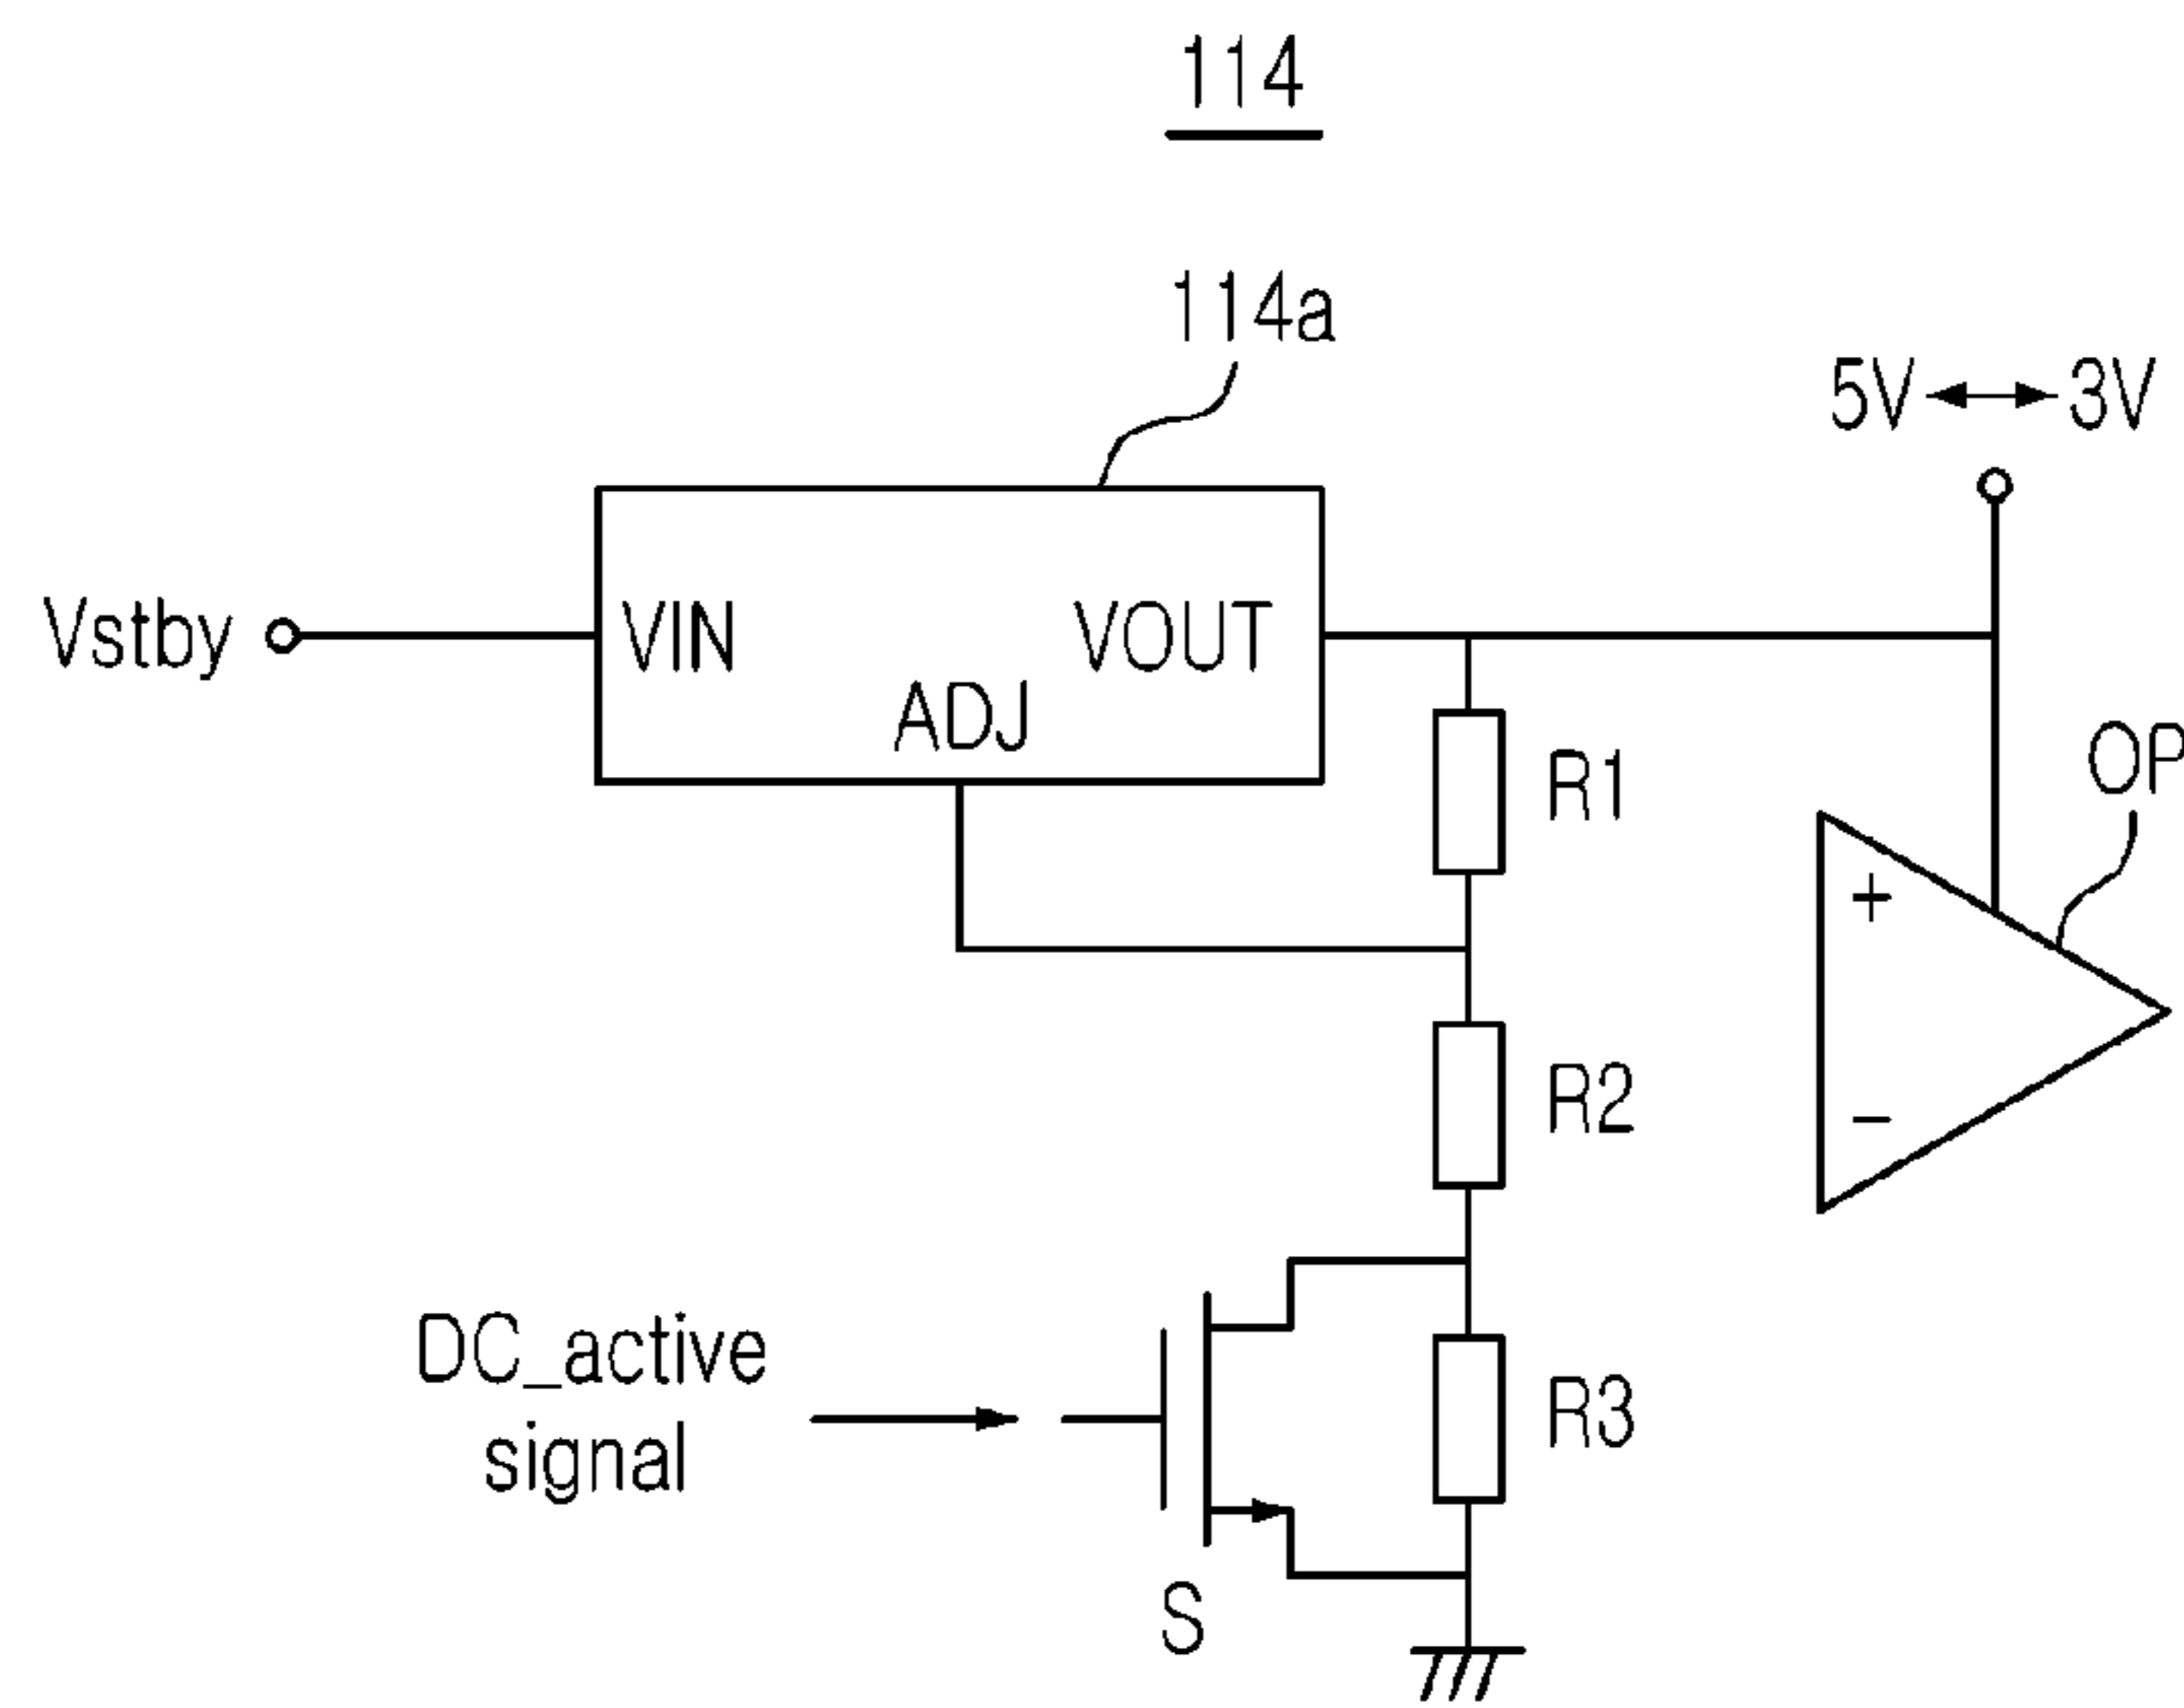 114
114a
5V ↔ 3V
Vstby
VIN
VOUT
ADJ
R1
OP
+
R2
−
DC_active
signal
R3
S